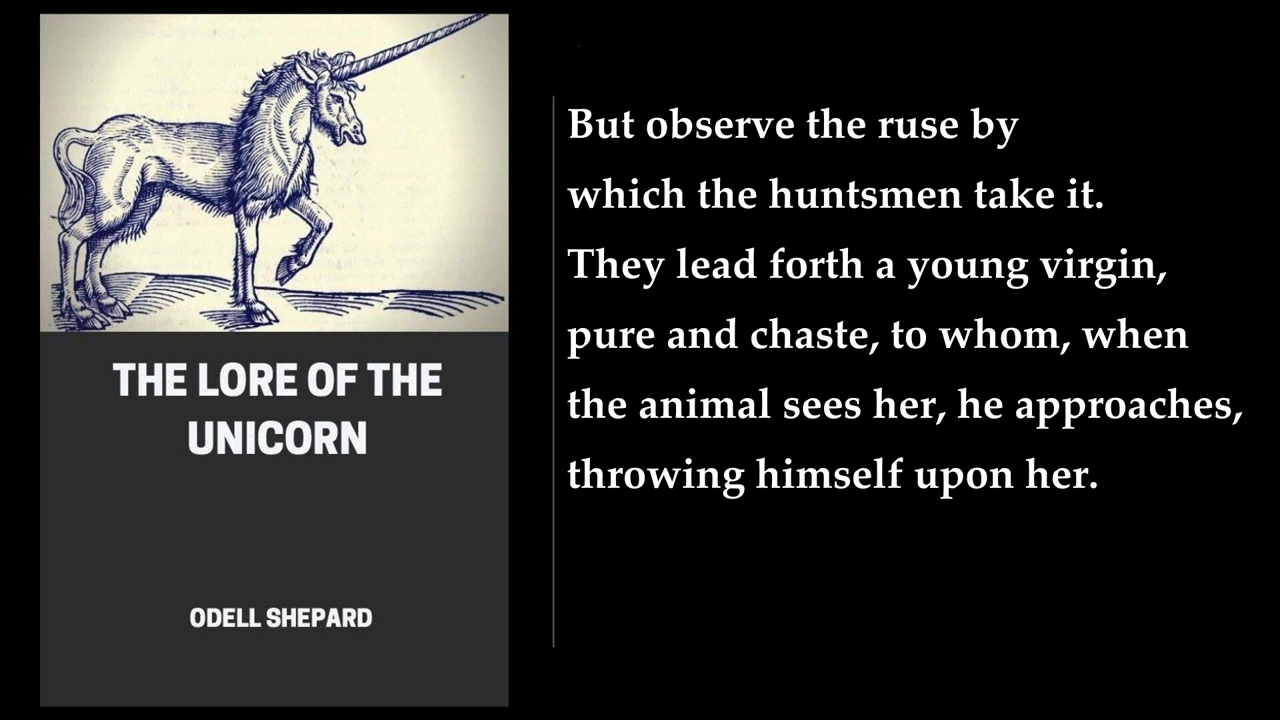 THE LORE OF THE
UNICORN
ODELL SHEPARD
But observe the ruse by
which the huntsmen take it.
They lead forth a young virgin,
pure and chaste, to whom, when
the animal sees her, he approaches,
throwing himself upon her.